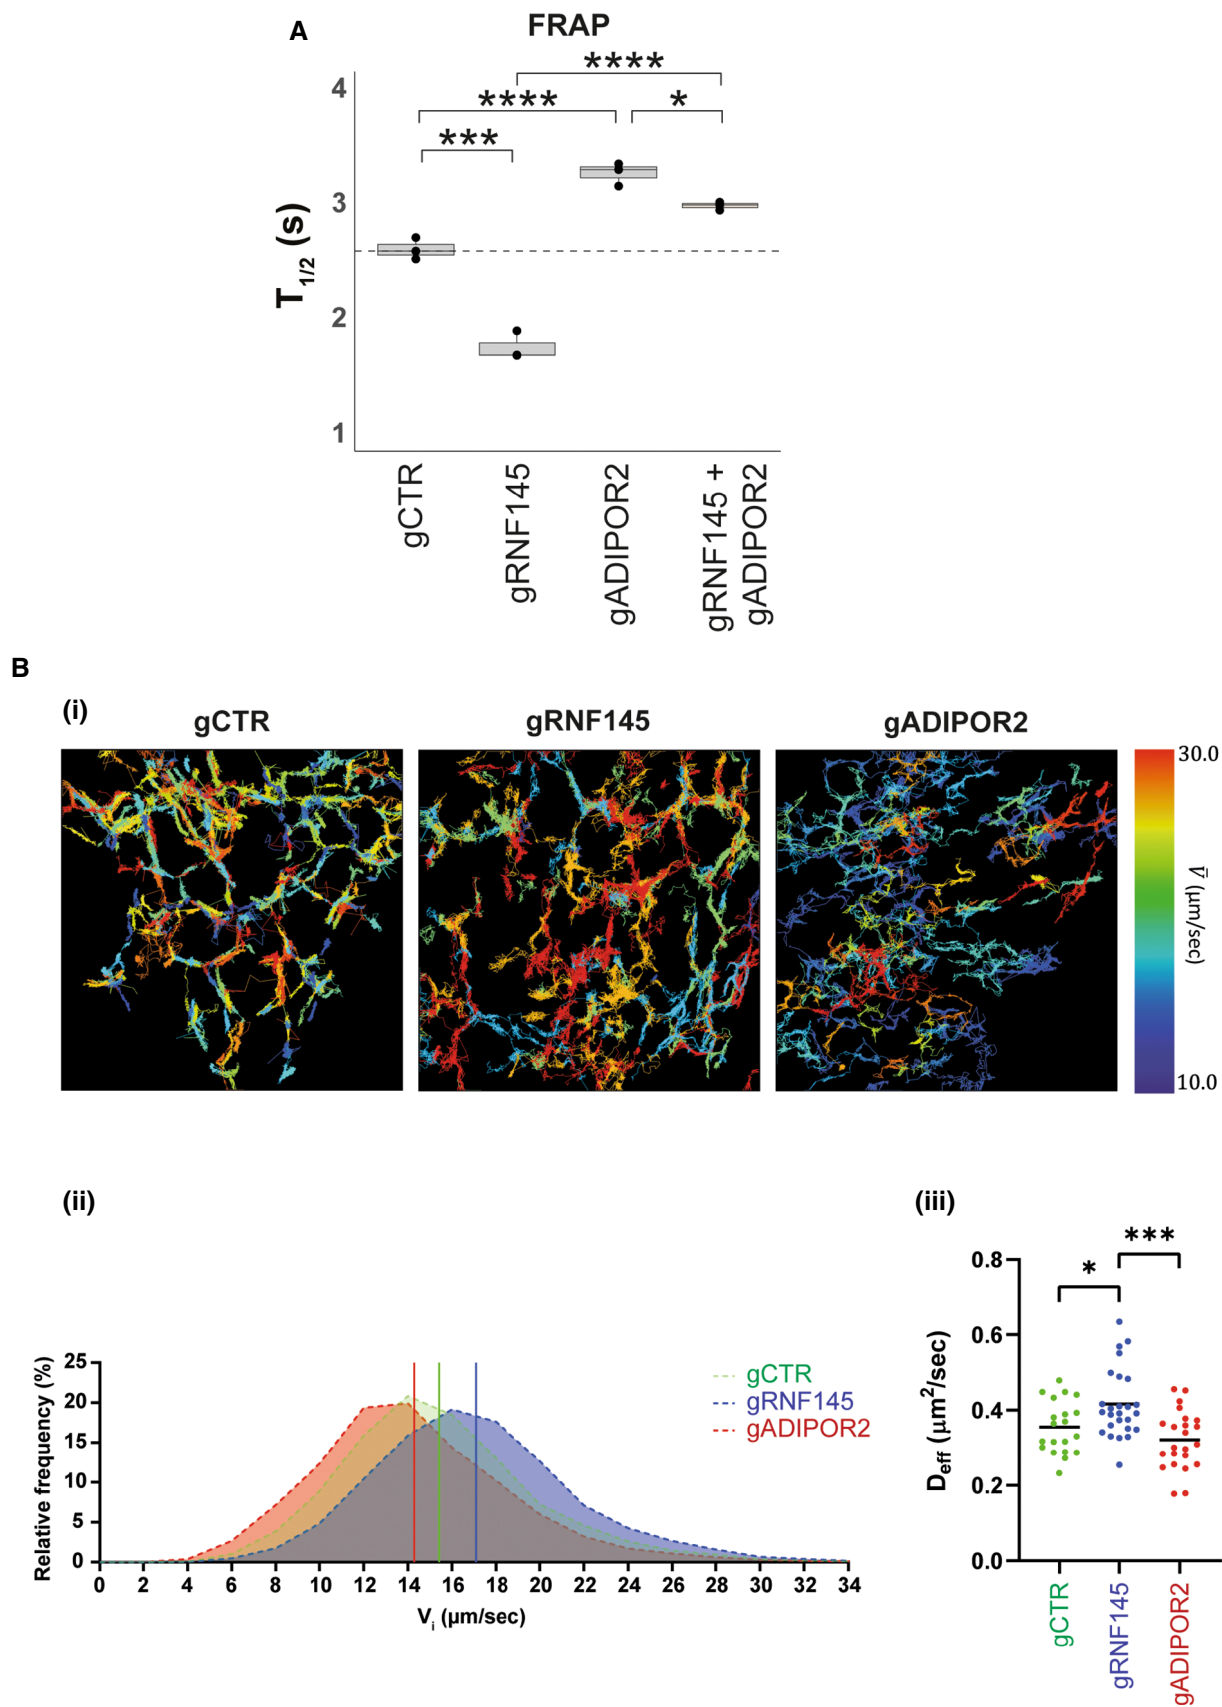 A
FRAP
****
**** *
***
4
3
2
1
T1/2 (s)
gCTR
gRNF145
gADIPOR2
gRNF145 +
gADIPOR2
B
(i)
gCTR gRNF145 gADIPOR2
30.0
V̄ (μm/sec)
10.0
(ii)
25
20
15
10
5
0
Relative frequency (%)
gCTR
gRNF145
gADIPOR2
0 2 4 6 8 10 12 14 16 18 20 22 24 26 28 30 32 34
Vi (μm/sec)
(iii)
***
*
0.8
0.6
0.4
0.2
0.0
Deff (μm²/sec)
gCTR
gRNF145
gADIPOR2